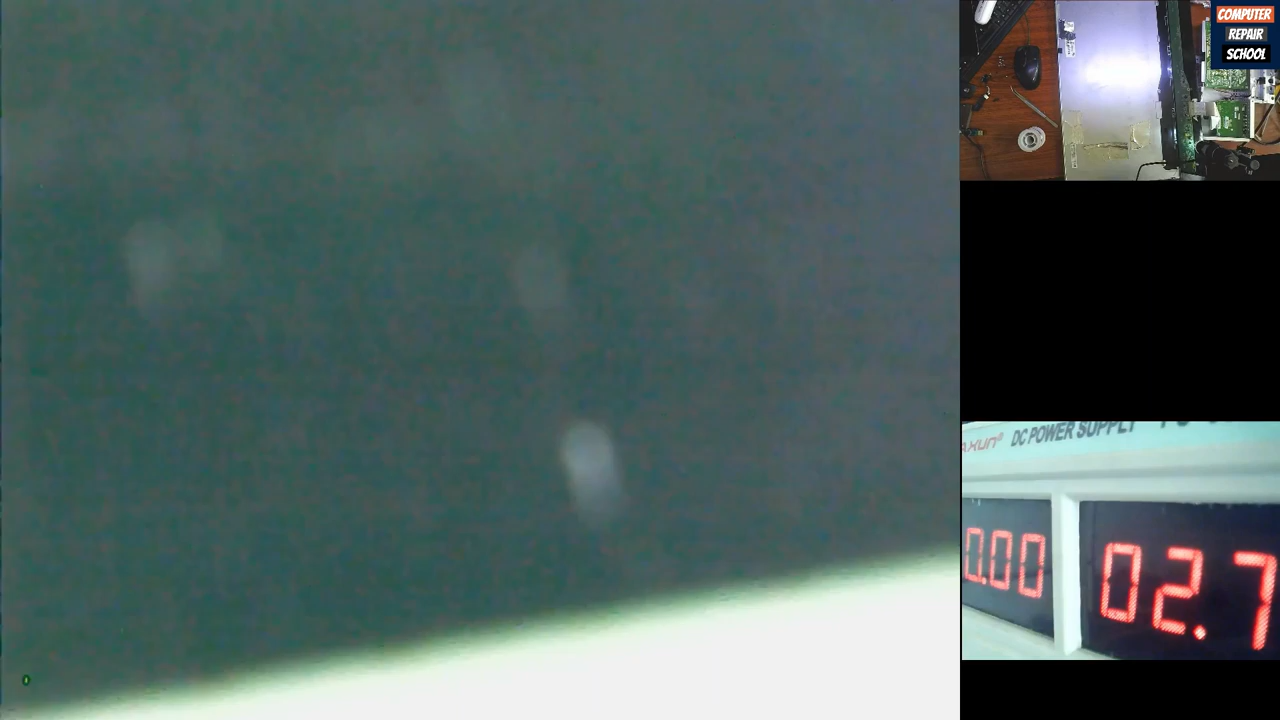 COMPUTER
REPAIR
SCHOOL
DC POWER SUPPLY
0.00
02.7